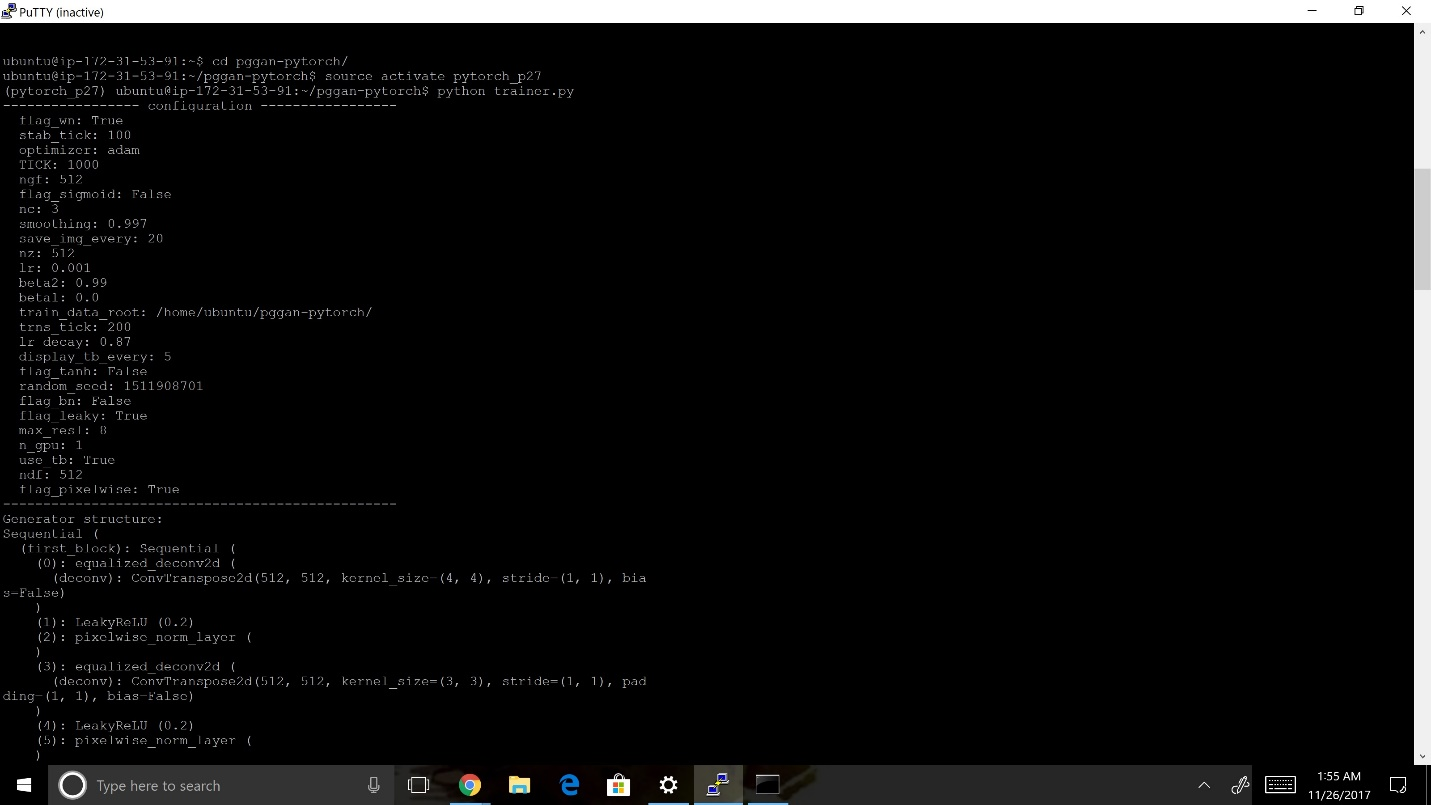 PuTTY (inactive)
ubuntu@ip-172-31-53-91:~$ cd pggan-pytorch/
ubuntu@ip-172-31-53-91:~/pggan-pytorch$ source activate pytorch_p27
(pytorch_p27) ubuntu@ip-172-31-53-91:~/pggan-pytorch$ python trainer.py
----------------- configuration -----------------
flag_wn: True
stab_tick: 100
optimizer: adam
TICK: 1000
ngf: 512
flag_sigmoid: False
nc: 3
smoothing: 0.997
save_img_every: 20
nz: 512
lr: 0.001
beta2: 0.99
beta1: 0.0
train_data_root: /home/ubuntu/pggan-pytorch/
trns_tick: 200
lr_decay: 0.87
display_tb_every: 5
flag_tanh: False
random_seed: 1511908701
flag_bn: False
flag_leaky: True
max_resl: 8
n_gpu: 1
use_tb: True
ndf: 512
flag_pixelwise: True
-------------------------------------------------
Generator structure:
Sequential (
(first_block): Sequential (
(0): equalized_deconv2d (
(deconv): ConvTranspose2d(512, 512, kernel_size=(4, 4), stride=(1, 1), bia
s=False)
)
(1): LeakyReLU (0.2)
(2): pixelwise_norm_layer (
)
(3): equalized_deconv2d (
(deconv): ConvTranspose2d(512, 512, kernel_size=(3, 3), stride=(1, 1), pad
ding=(1, 1), bias=False)
)
(4): LeakyReLU (0.2)
(5): pixelwise_norm_layer (
)
Type here to search
1:55 AM
11/26/2017